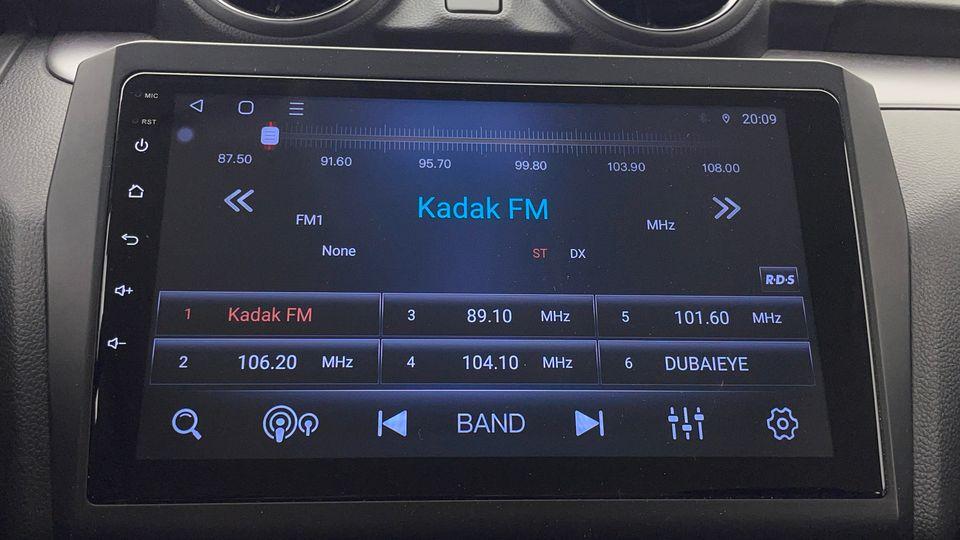 MIC
RST
20:09
87.50 91.60 95.70 99.80 103.90 108.00
Kadak FM
FM1
MHz
None
ST DX
R·D·S
1 Kadak FM
3 89.10 MHz
5 101.60 MHz
2 106.20 MHz
4 104.10 MHz
6 DUBAIEYE
BAND